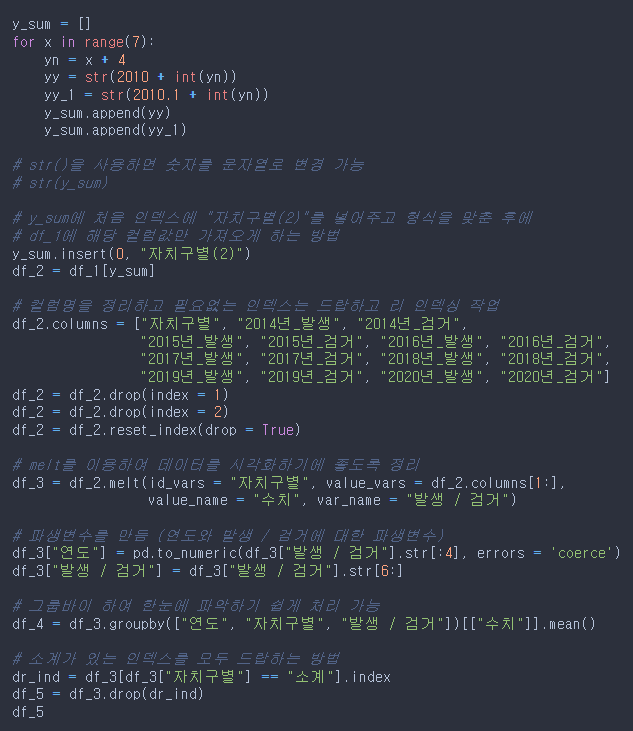 y_sum = []
for x in range(7):
    yn = x + 4
    yy = str(2010 + int(yn))
    yy_1 = str(2010.1 + int(yn))
    y_sum.append(yy)
    y_sum.append(yy_1)

# str()을 사용하면 숫자를 문자열로 변경 가능
# str(y_sum)

# y_sum에 처음 인덱스에 "자치구별(2)"를 넣어주고 형식을 맞춘 후에
# df_1에 해당 컬럼값만 가져오게 하는 방법
y_sum.insert(0, "자치구별(2)")
df_2 = df_1[y_sum]

# 컬럼명을 정리하고 필요없는 인덱스는 드랍하고 리 인덱싱 작업
df_2.columns = ["자치구별", "2014년_발생", "2014년_검거",
                "2015년_발생", "2015년_검거", "2016년_발생", "2016년_검거",
                "2017년_발생", "2017년_검거", "2018년_발생", "2018년_검거",
                "2019년_발생", "2019년_검거", "2020년_발생", "2020년_검거"]
df_2 = df_2.drop(index = 1)
df_2 = df_2.drop(index = 2)
df_2 = df_2.reset_index(drop = True)

# melt를 이용하여 데이터를 시각화하기에 좋도록 정리
df_3 = df_2.melt(id_vars = "자치구별", value_vars = df_2.columns[1:],
                 value_name = "수치", var_name = "발생 / 검거")

# 파생변수를 만듬 (연도와 발생 / 검거에 대한 파생변수)
df_3["연도"] = pd.to_numeric(df_3["발생 / 검거"].str[:4], errors = 'coerce')
df_3["발생 / 검거"] = df_3["발생 / 검거"].str[6:]

# 그룹바이 하여 한눈에 파악하기 쉽게 처리 가능
df_4 = df_3.groupby(["연도", "자치구별", "발생 / 검거"])[["수치"]].mean()

# 소계가 있는 인덱스를 모두 드랍하는 방법
dr_ind = df_3[df_3["자치구별"] == "소계"].index
df_5 = df_3.drop(dr_ind)
df_5